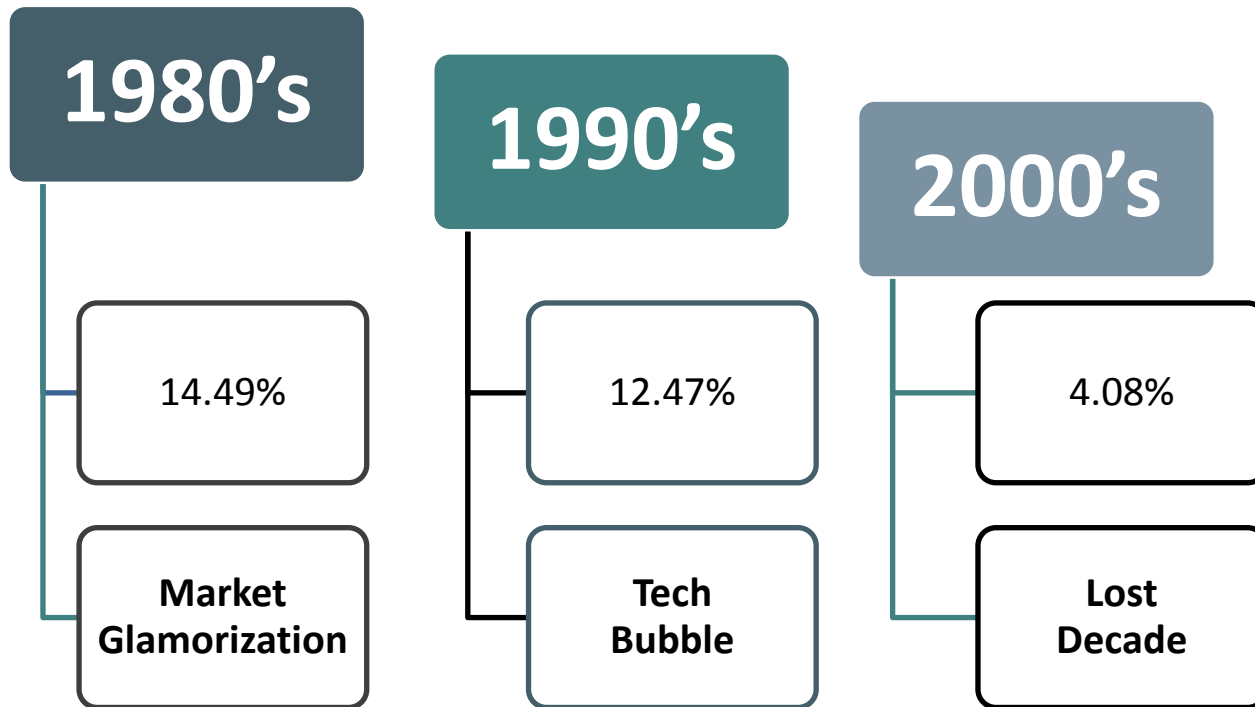 1980’s
14.49%
Market
Glamorization
1990’s
12.47%
Tech
Bubble
2000’s
4.08%
Lost
Decade